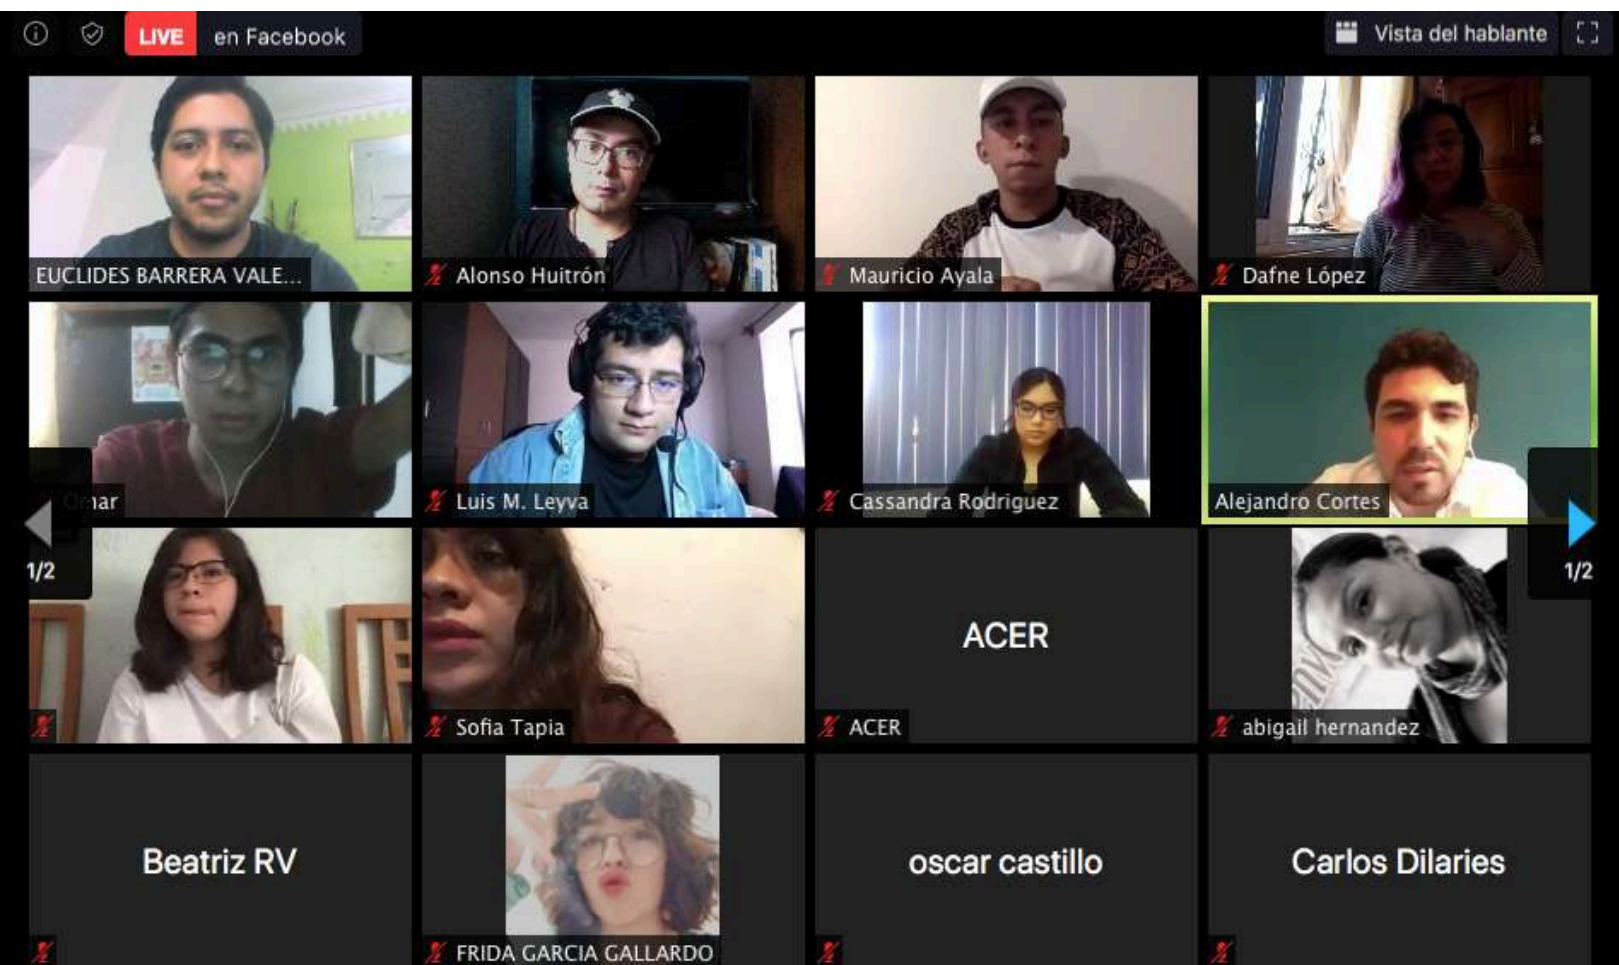 LIVE en Facebook
Vista del hablante
EUCLIDES BARRERA VALE...
Alonso Huitrón
Mauricio Ayala
Dafne López
Omar
Luis M. Leyva
Cassandra Rodriguez
Alejandro Cortes
1/2
1/2
Sofia Tapia
ACER
ACER
abigail hernandez
Beatriz RV
FRIDA GARCIA GALLARDO
oscar castillo
Carlos Dilaries